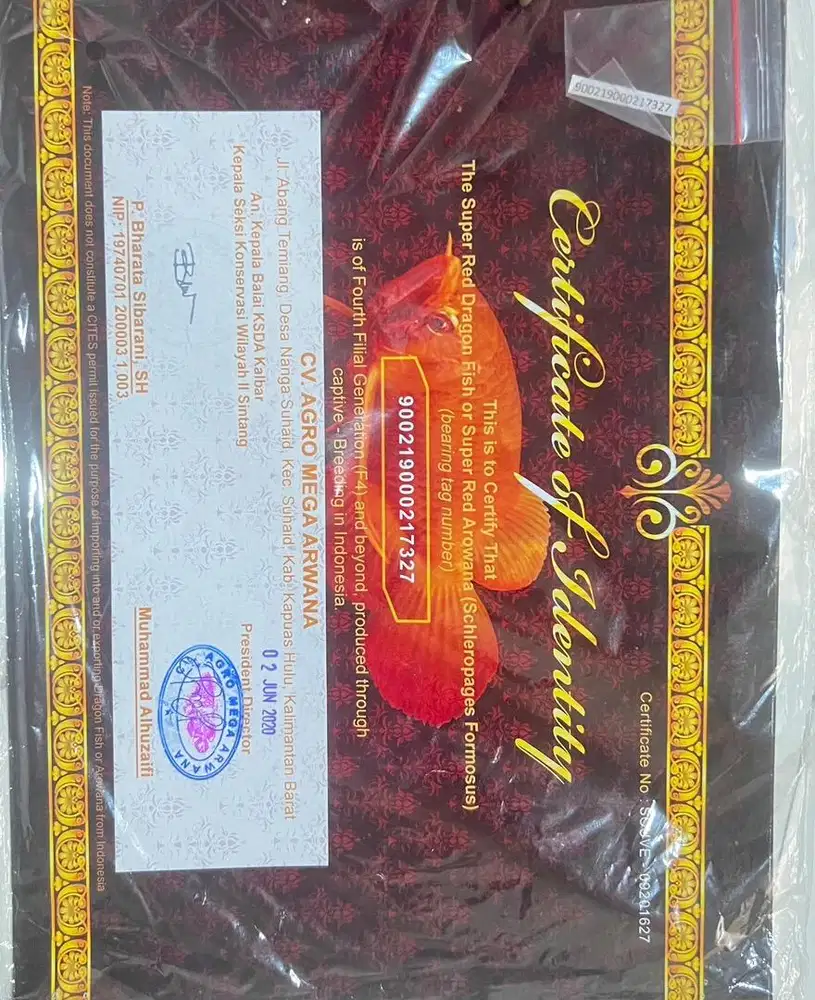 900219000217327
Certificate No : 09201627
Certificate of Identity
This is to Certify That
The Super Red Dragon Fish or Super Red Arowana (Schleropages Formosus)
(bearing tag number)
900219000217327
is of Fourth Filial Generation (F4) and beyond, produced through
captive - Breeding in Indonesia.
CV. AGRO MEGA ARWANA
Jl. Abang Temiang, Desa Nanga Suhaid, Kec. Suhaid, Kab. Kapuas Hulu, Kalimantan Barat
An. Kepala Balai KSDA Kalbar
Kepala Seksi Konservasi Wilayah II Sintang
02 JUN 2020
President Director
AGRO MEGA ARWANA
P. Bharata Sibarani, SH
NIP : 19740701 200003 1 003
Muhammad Alhuzaifi
Note: This document does not constitute a CITES permit issued for the purpose of importing into and or exporting Dragon Fish or Arowana from Indonesia